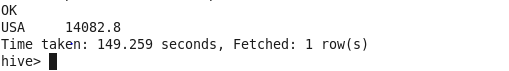 OK
USA     14082.8
Time taken: 149.259 seconds, Fetched: 1 row(s)
hive>